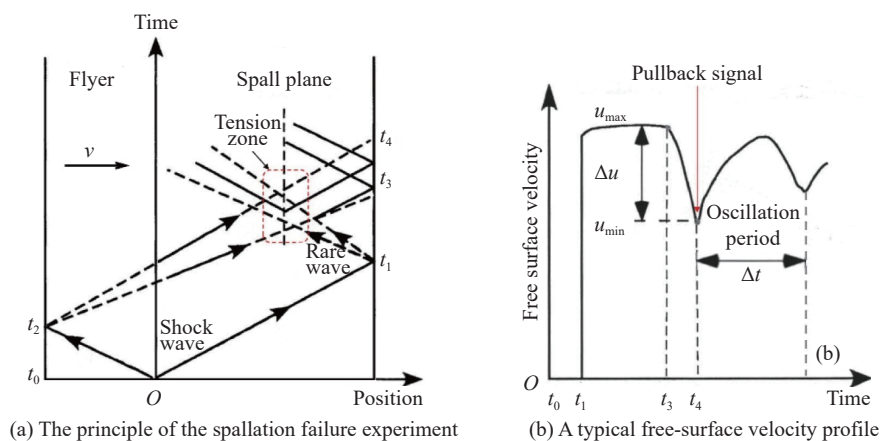 Time
Flyer
Spall plane
Tension
zone
t4
v
t3
Rare
wave
t1
t2
Shock
wave
t0
O
Position
(a) The principle of the spallation failure experiment
Pullback signal
umax
Δu
umin
Oscillation
period
Δt
Free surface velocity
(b)
O
t0
t1
t3
t4
Time
(b) A typical free-surface velocity profile